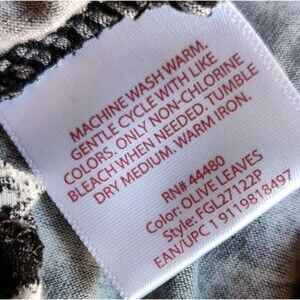 MACHINE WASH WARM.
GENTLE CYCLE WITH LIKE
COLORS. ONLY NON-CHLORINE
BLEACH WHEN NEEDED. TUMBLE
DRY MEDIUM. WARM IRON.
RN# 44480
Color: OLIVE LEAVES
Style: FGL27122P
EAN/UPC 1 9119818497